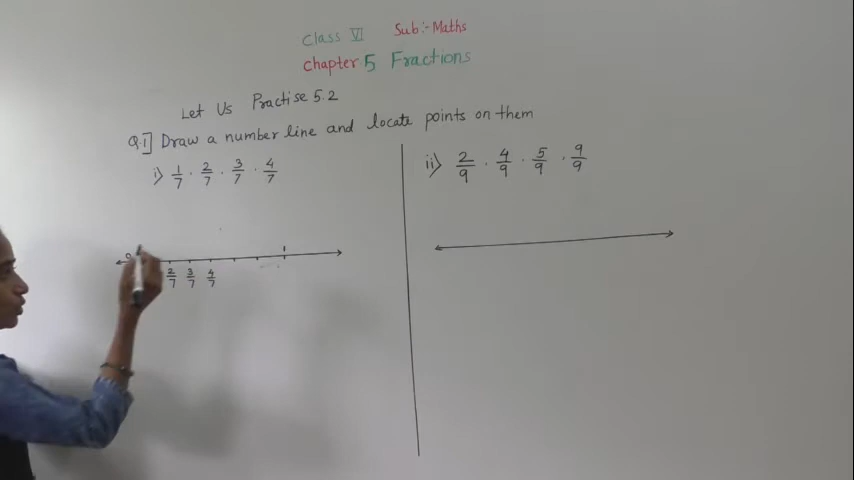 Class VI Sub:- Maths
Chapter 5 Fractions
Let Us Practise 5.2
Q.1] Draw a number line and locate points on them
i) 1/7 . 2/7 . 3/7 . 4/7
ii) 2/9 . 4/9 . 5/9 . 9/9
0 1
2/7 3/7 4/7